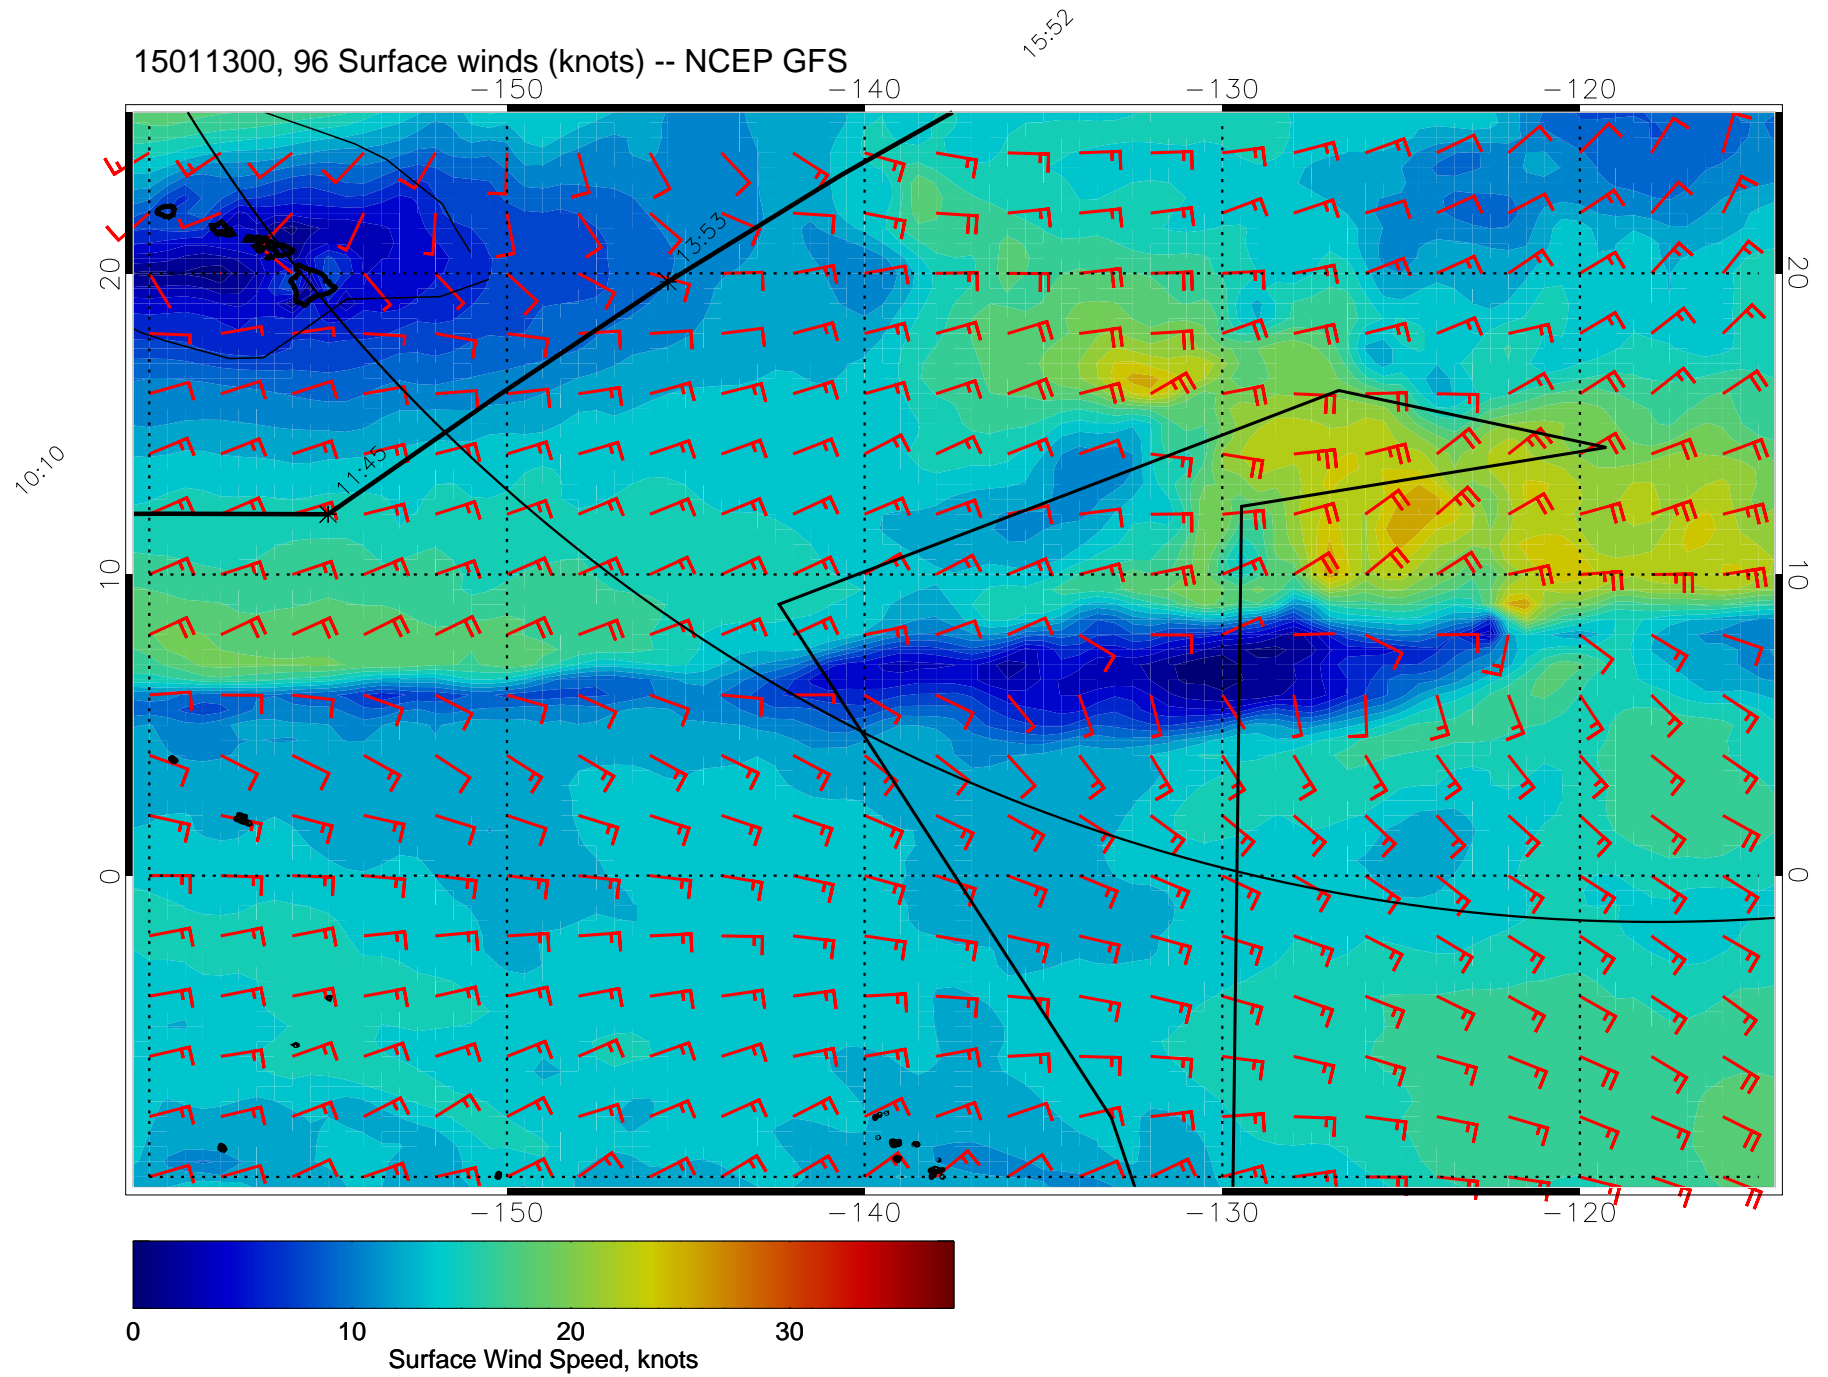 15:52
15011300, 96 Surface winds (knots) -- NCEP GFS
-150 -140 -130 -120
13:53
20 20
11:45
10:10
10 10
0 0
-150 -140 -130 -120
0 10 20 30
Surface Wind Speed, knots